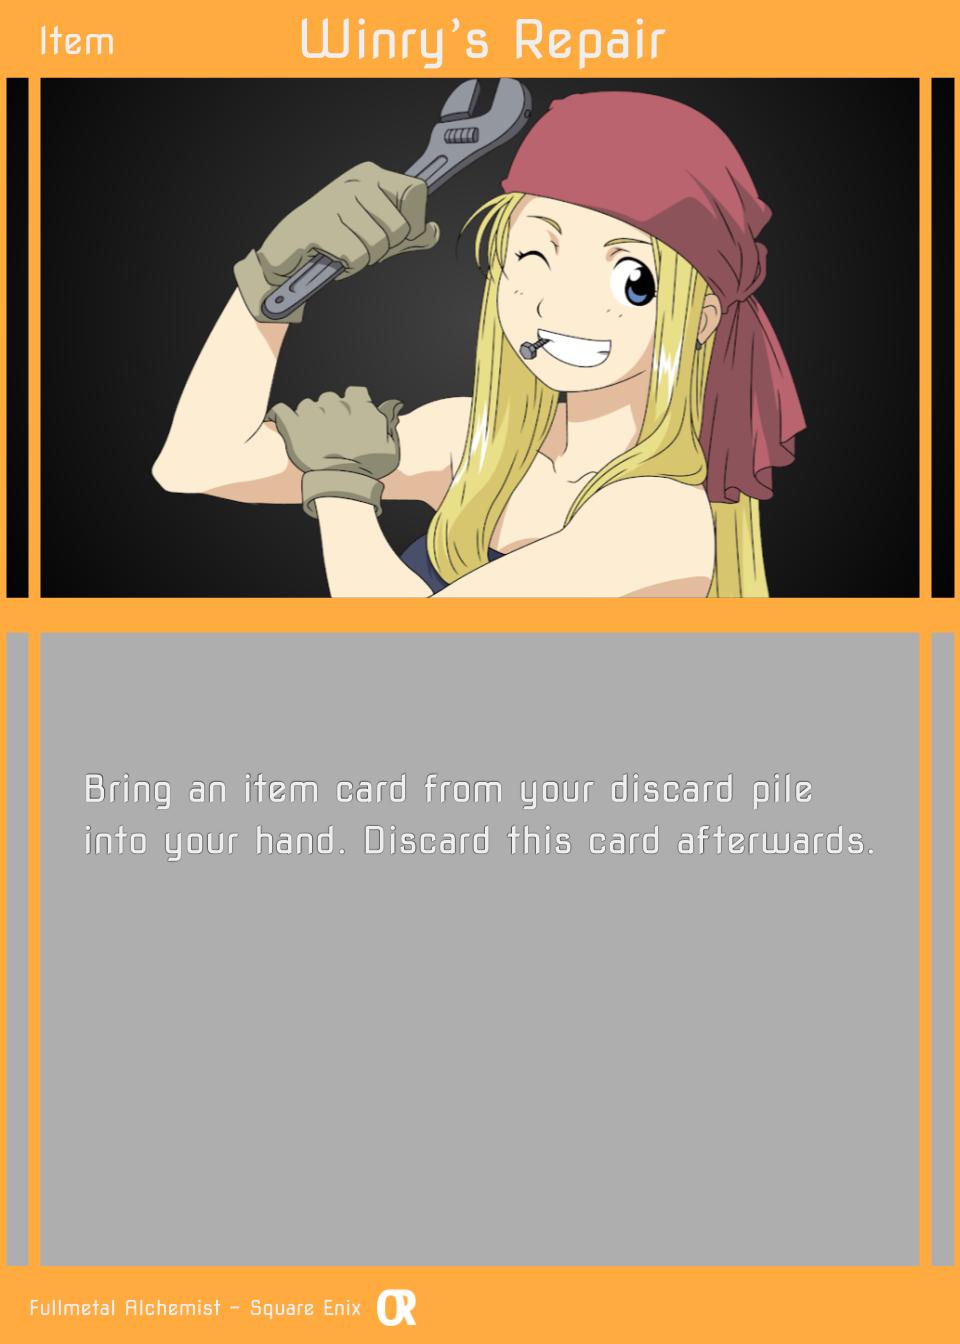 Item
Winry's Repair
Bring an item card from your discard pile
into your hand. Discard this card afterwards.
Fullmetal Alchemist - Square Enix OR